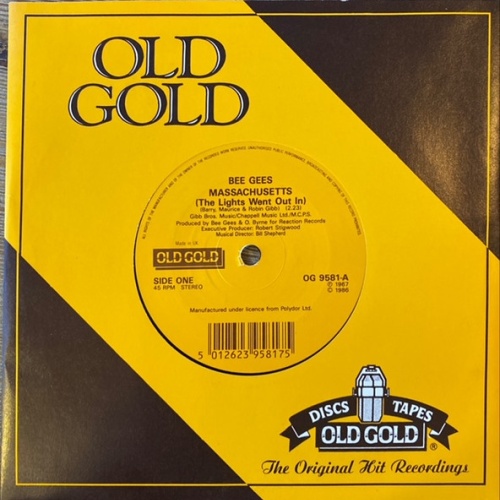 OLD
GOLD
BEE GEES
MASSACHUSETTS
(The Lights Went Out In)
(Barry, Maurice & Robin Gibb) (2.23)
Gibb Bros. Music/Chappell Music Ltd./M.C.P.S.
Produced by Bee Gees & O. Byrne for Reaction Records
Executive Producer: Robert Stigwood
Musical Director: Bill Shepherd
Made in UK
OLD GOLD
SIDE ONE
45 RPM STEREO
OG 9581-A
℗ 1967
© 1986
Manufactured under licence from Polydor Ltd.
5 012623 958175
DISCS TAPES
OLD GOLD ®
The Original Hit Recordings